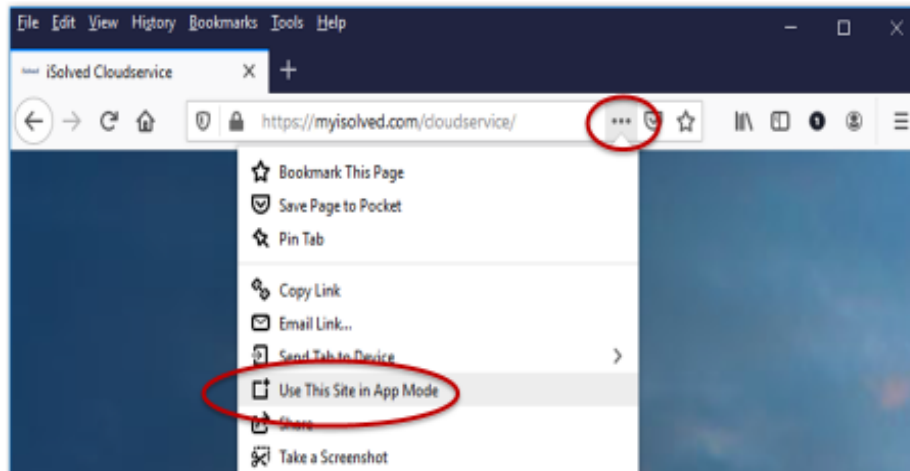 File Edit View History Bookmarks Tools Help
iSolved Cloudservice
https://myisolved.com/cloudservice/
Bookmark This Page
Save Page to Pocket
Pin Tab
Copy Link
Email Link...
Send Tab to Device
Use This Site in App Mode
Share
Take a Screenshot